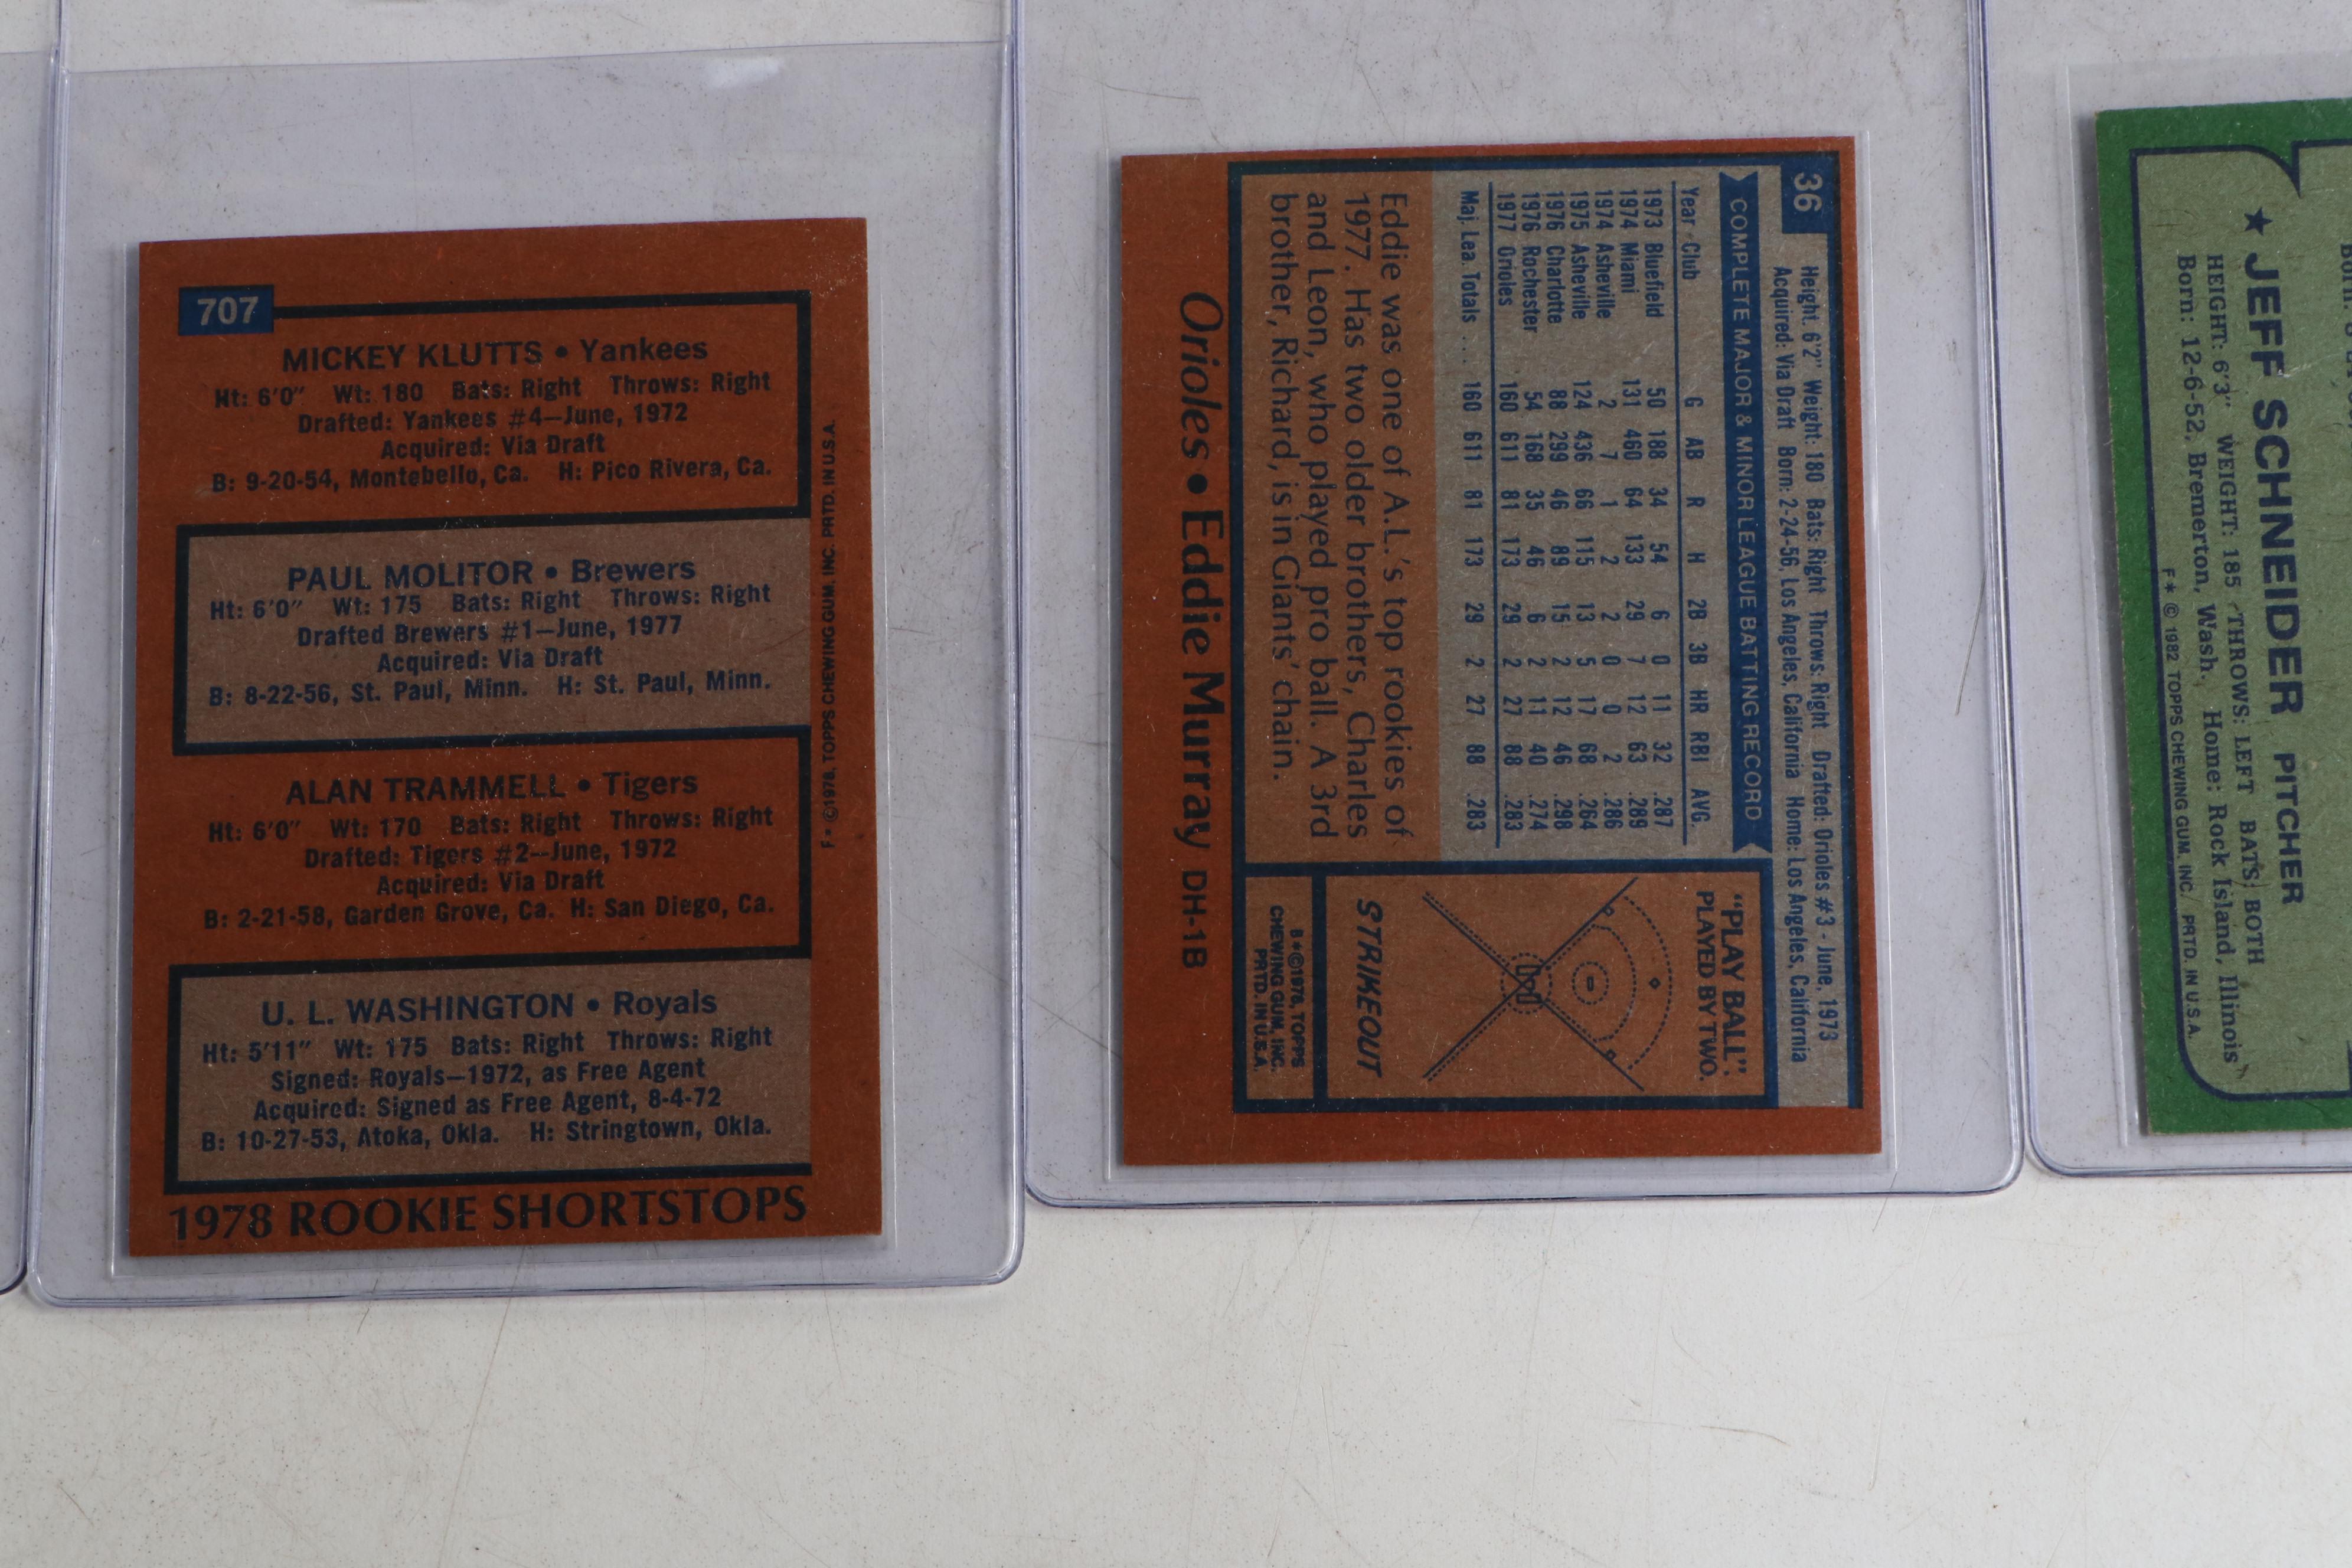 707
MICKEY KLUTTS • Yankees
Ht: 6'0" Wt: 180 Bats: Right Throws: Right
Drafted: Yankees #4—June, 1972
Acquired: Via Draft
B: 9-20-54, Montebello, Ca. H: Pico Rivera, Ca.
PAUL MOLITOR • Brewers
Ht: 6'0" Wt: 175 Bats: Right Throws: Right
Drafted Brewers #1—June, 1977
Acquired: Via Draft
B: 8-22-56, St. Paul, Minn. H: St. Paul, Minn.
ALAN TRAMMELL • Tigers
Ht: 6'0" Wt: 170 Bats: Right Throws: Right
Drafted: Tigers #2—June, 1972
Acquired: Via Draft
B: 2-21-58, Garden Grove, Ca. H: San Diego, Ca.
U. L. WASHINGTON • Royals
Ht: 5'11" Wt: 175 Bats: Right Throws: Right
Signed: Royals—1972, as Free Agent
Acquired: Signed as Free Agent, 8-4-72
B: 10-27-53, Atoka, Okla. H: Stringtown, Okla.
1978 ROOKIE SHORTSTOPS
F* ©1978, TOPPS CHEWING GUM, INC. PRTD. IN U.S.A.
36
Height: 6'2" Weight: 180 Bats: Right Throws: Right Drafted: Orioles #3 - June, 1973
Acquired: Via Draft Born: 2-24-56, Los Angeles, California Home: Los Angeles, California
COMPLETE MAJOR & MINOR LEAGUE BATTING RECORD
Year Club G AB R H 2B 3B HR RBI AVG.
1973 Bluefield 50 188 34 54 6 0 11 32 .287
1974 Miami 131 460 64 133 29 7 12 63 .289
1974 Asheville 2 7 1 2 2 0 0 2 .286
1975 Asheville 124 436 66 115 13 5 17 68 .264
1976 Charlotte 88 299 46 89 15 2 12 46 .298
1976 Rochester 54 168 35 46 6 2 11 40 .274
1977 Orioles 160 611 81 173 29 2 27 88 .283
Maj. Lea. Totals ... 160 611 81 173 29 2 27 88 .283
Eddie was one of A.L.'s top rookies of
1977. Has two older brothers, Charles
and Leon, who played pro ball. A 3rd
brother, Richard, is in Giants' chain.
"PLAY BALL":
PLAYED BY TWO.
STRIKEOUT
B*©1978, TOPPS
CHEWING GUM, INC.
PRTD. IN U.S.A.
Orioles • Eddie Murray DH-1B
★ JEFF SCHNEIDER PITCHER
HEIGHT: 6'3" WEIGHT: 185 THROWS: LEFT BATS: BOTH
Born: 12-6-52, Bremerton, Wash. Home: Rock Island, Illinois
F* © 1982 TOPPS CHEWING GUM, INC. PRTD. IN U.S.A.